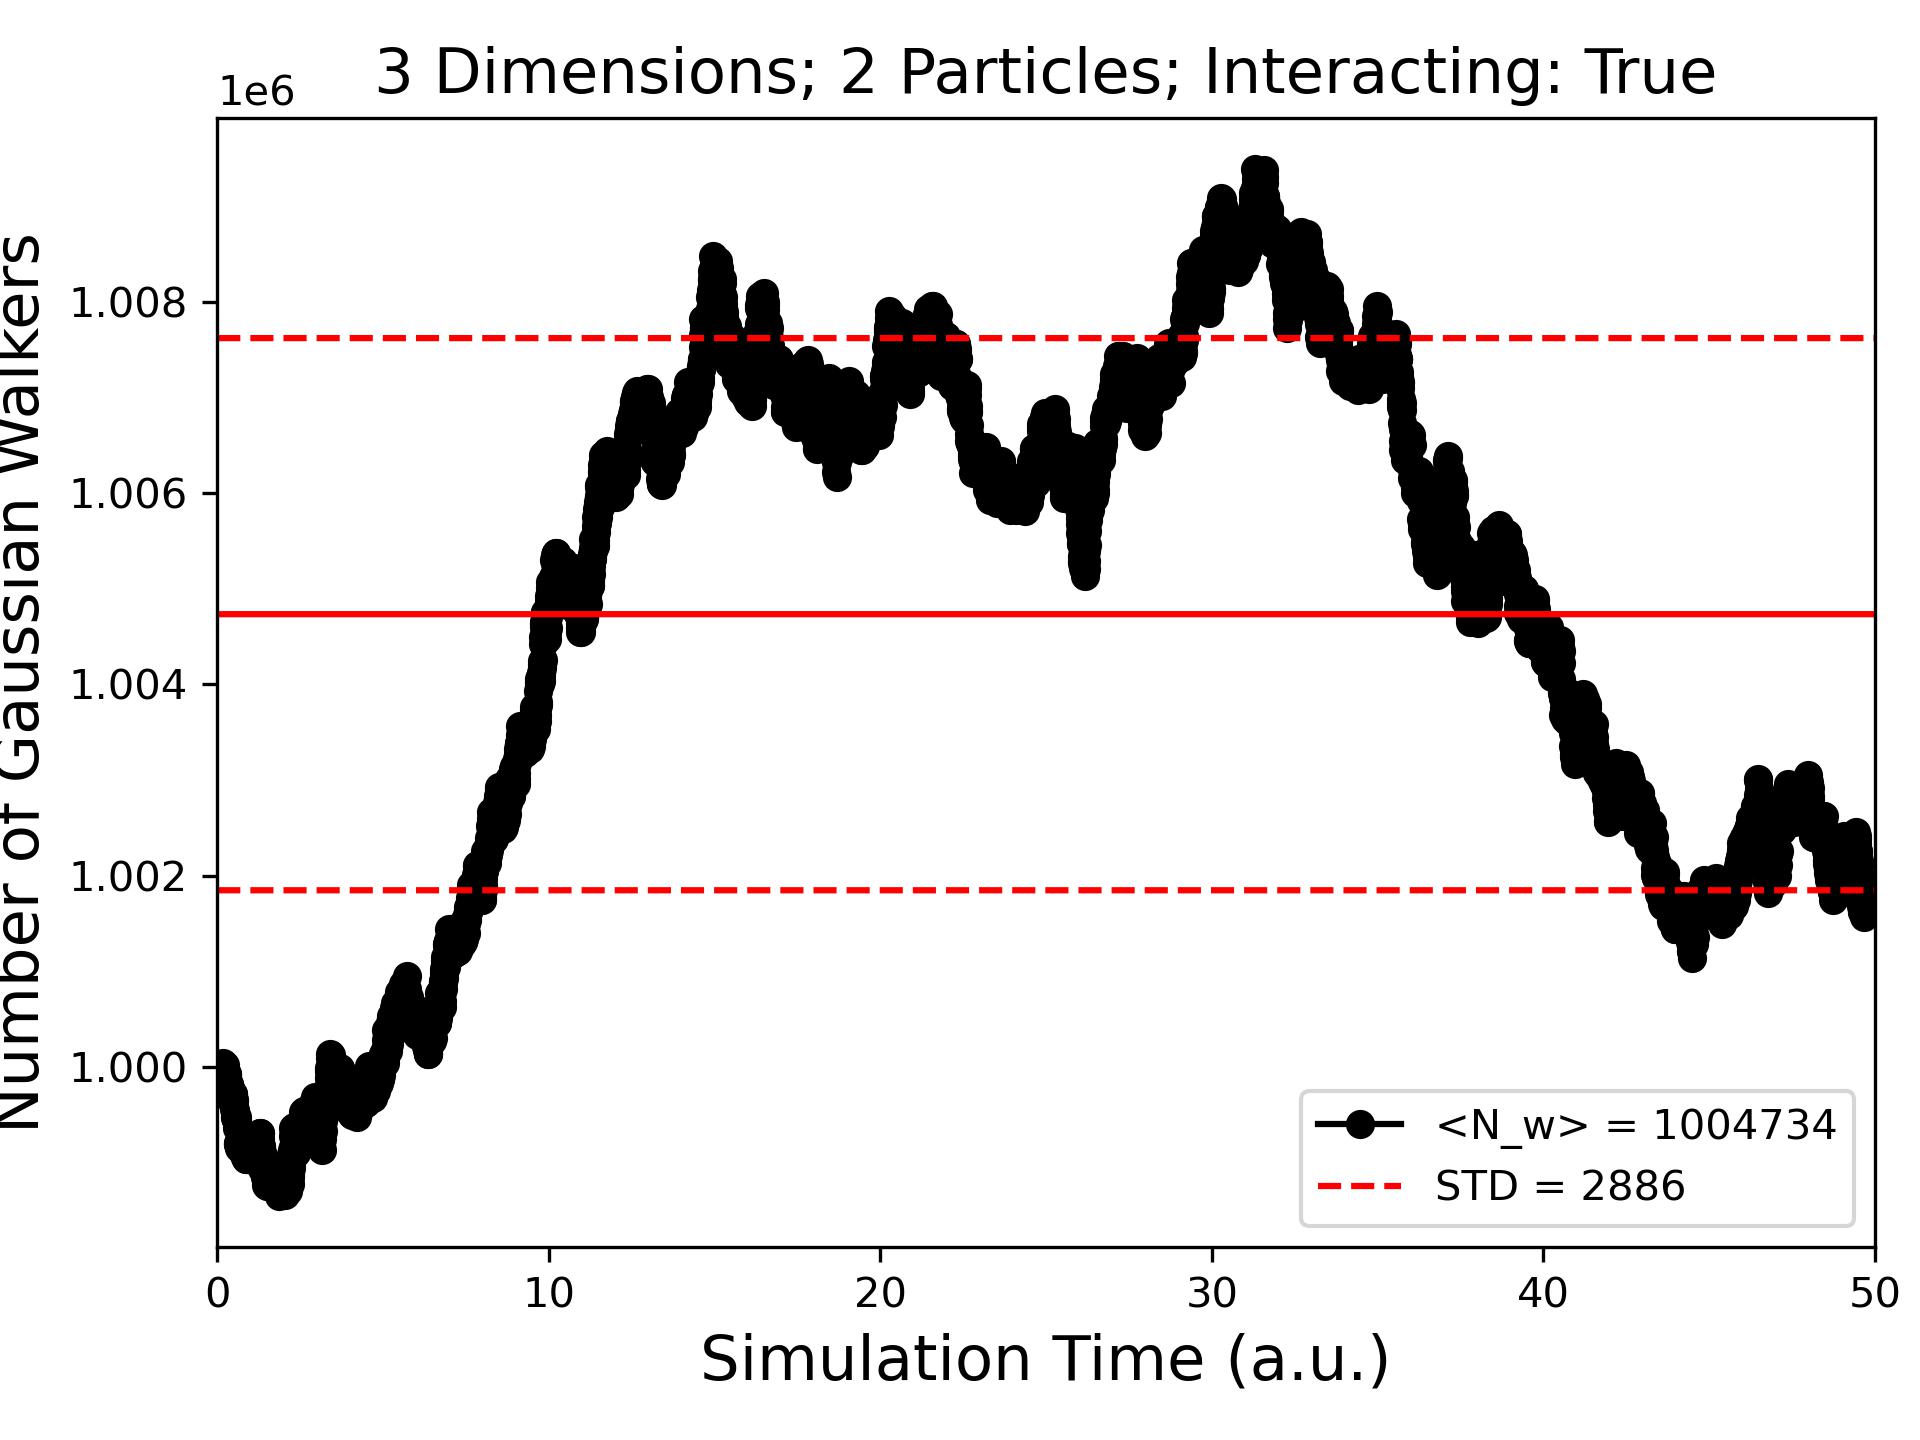 3 Dimensions; 2 Particles; Interacting: True
1e6
Number of Gaussian Walkers
1.008
1.006
1.004
1.002
1.000
<N_w> = 1004734
STD = 2886
0 10 20 30 40 50
Simulation Time (a.u.)